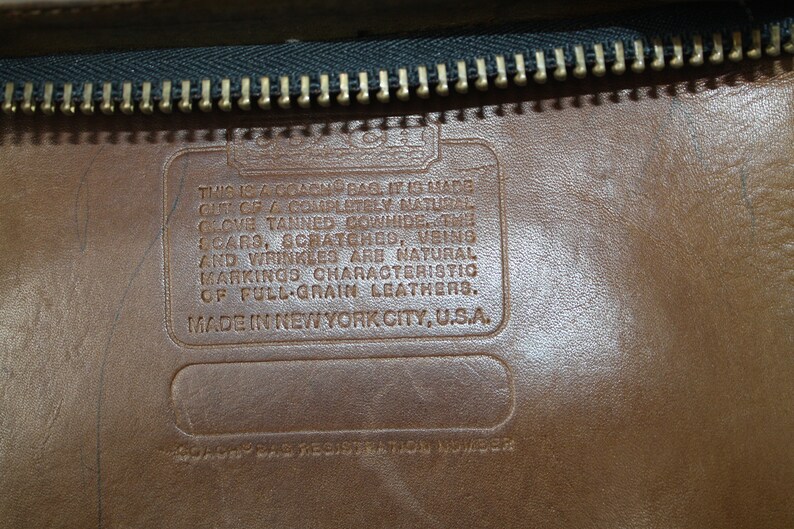 COACH
THIS IS A COACH® BAG. IT IS MADE
OUT OF A COMPLETELY NATURAL
GLOVE TANNED COWHIDE. THE
SCARS, SCRATCHES, VEINS
AND WRINKLES ARE NATURAL
MARKINGS CHARACTERISTIC
OF FULL-GRAIN LEATHERS.
MADE IN NEW YORK CITY, U.S.A.
COACH® BAG REGISTRATION NUMBER